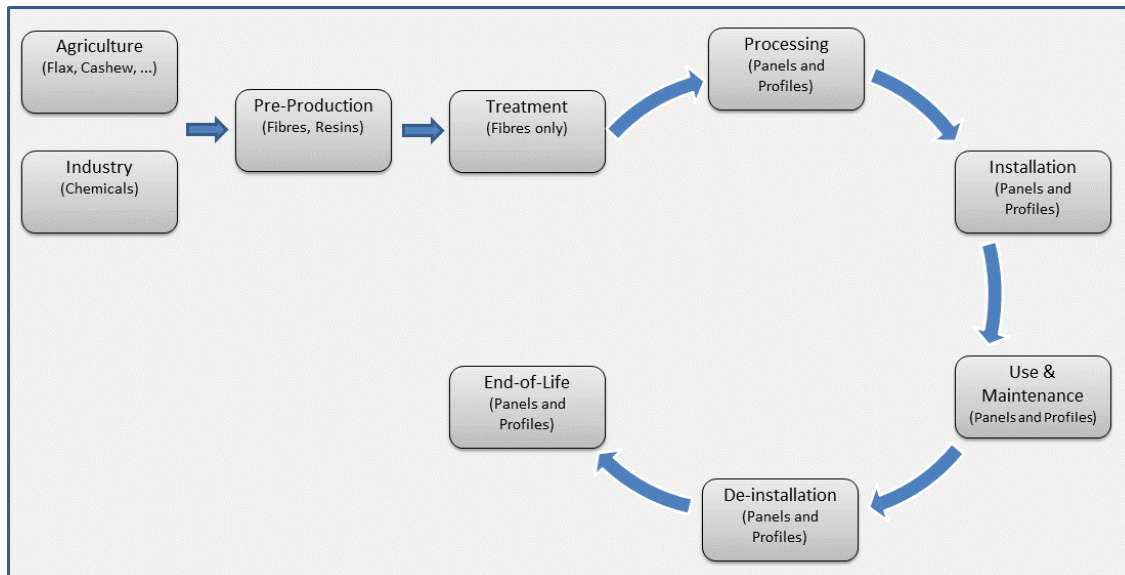 Agriculture
(Flax, Cashew, ...)
Industry
(Chemicals)
Pre-Production
(Fibres, Resins)
Treatment
(Fibres only)
Processing
(Panels and
Profiles)
Installation
(Panels and
Profiles)
Use &
Maintenance
(Panels and Profiles)
De-installation
(Panels and
Profiles)
End-of-Life
(Panels and
Profiles)